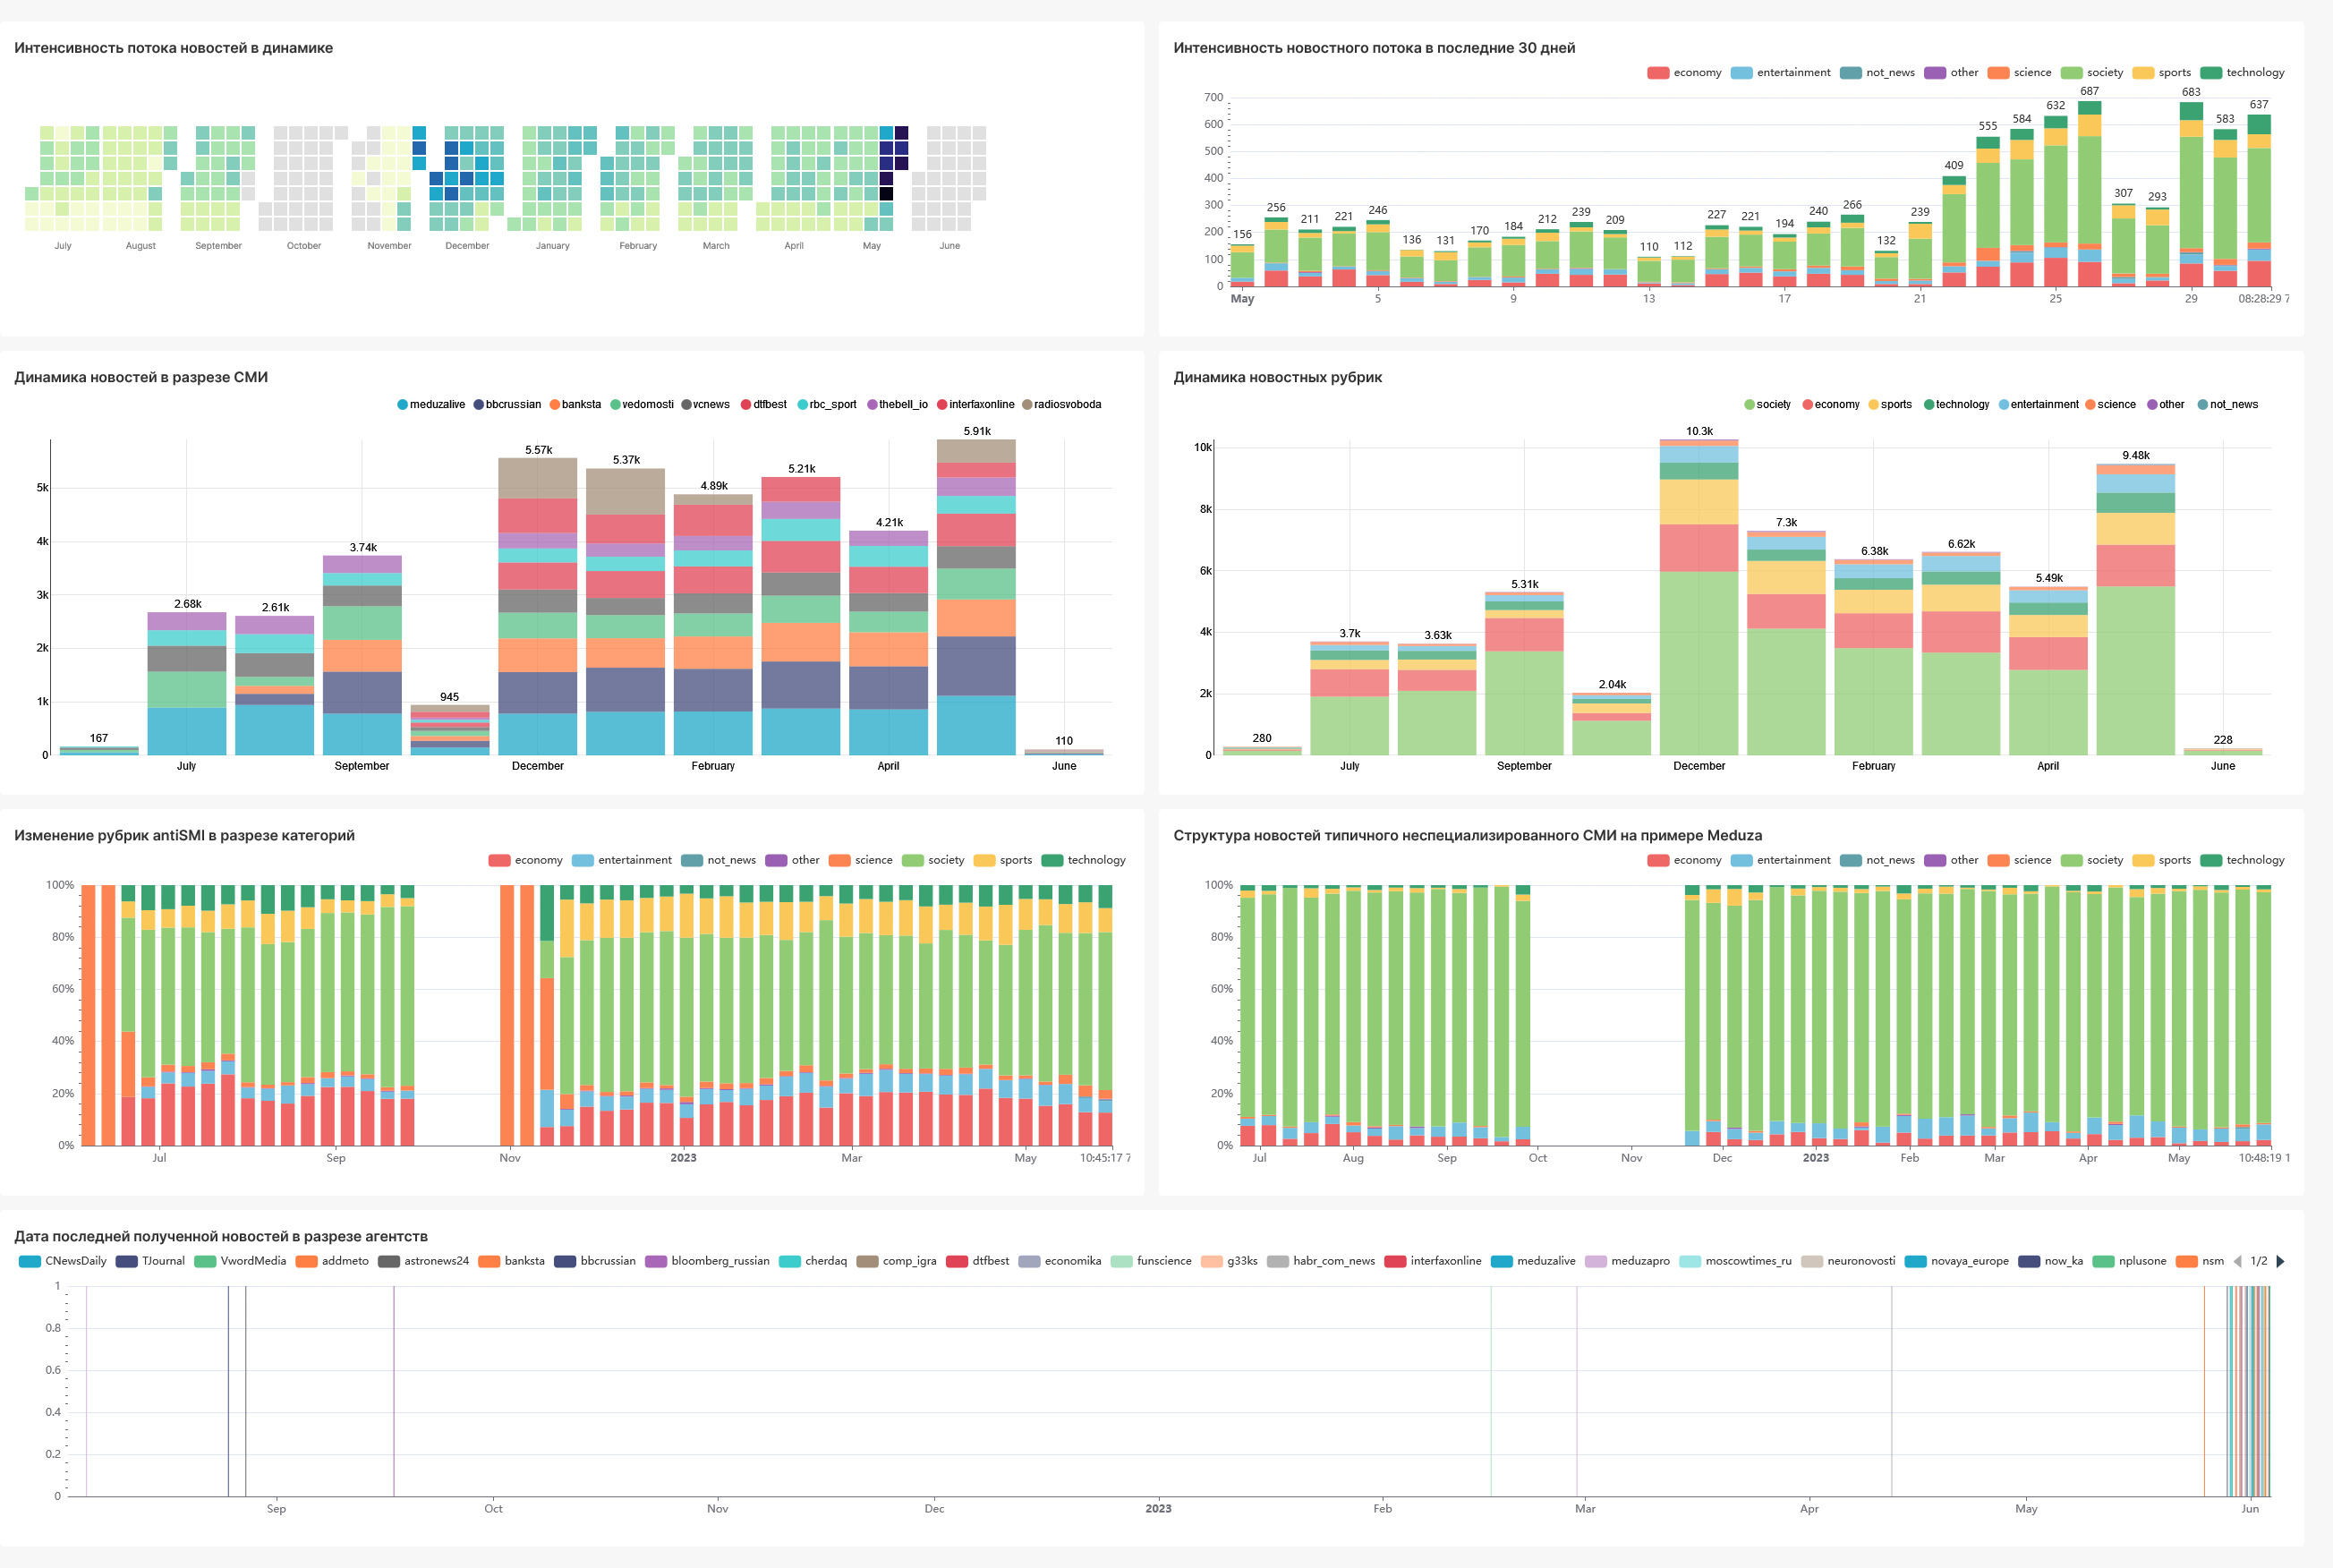 Интенсивность потока новостей в динамике
July August September October November December January February March April May June
Интенсивность новостного потока в последние 30 дней
economy entertainment not_news other science society sports technology
700
600
500
400
300
200
100
0
156 256 211 221 246 136 131 170 184 212 239 209 110 112 227 221 194 240 266 132 239 409 555 584 632 687 307 293 683 583 637
May 5 9 13 17 21 25 29 08:28:29 7
Динамика новостей в разрезе СМИ
meduzalive bbcrussian banksta vedomosti vcnews dtfbest rbc_sport thebell_io interfaxonline radiosvoboda
5k
4k
3k
2k
1k
0
167 2.68k 2.61k 3.74k 945 5.57k 5.37k 4.89k 5.21k 4.21k 5.91k 110
July September December February April June
Динамика новостных рубрик
society economy sports technology entertainment science other not_news
10k
8k
6k
4k
2k
0
280 3.7k 3.63k 5.31k 2.04k 10.3k 7.3k 6.38k 6.62k 5.49k 9.48k 228
July September December February April June
Изменение рубрик antiSMI в разрезе категорий
economy entertainment not_news other science society sports technology
100%
80%
60%
40%
20%
0%
Jul Sep Nov 2023 Mar May 10:45:17 7
Структура новостей типичного неспециализированного СМИ на примере Meduza
economy entertainment not_news other science society sports technology
100%
80%
60%
40%
20%
0%
Jul Aug Sep Oct Nov Dec 2023 Feb Mar Apr May 10:48:19 1
Дата последней полученной новостей в разрезе агентств
CNewsDaily TJournal VwordMedia addmeto astronews24 banksta bbcrussian bloomberg_russian cherdaq comp_igra dtfbest economika funscience g33ks habr_com_news interfaxonline meduzalive meduzapro moscowtimes_ru neuronovosti novaya_europe now_ka nplusone nsm 1/2
1
0.8
0.6
0.4
0.2
0
Sep Oct Nov Dec 2023 Feb Mar Apr May Jun